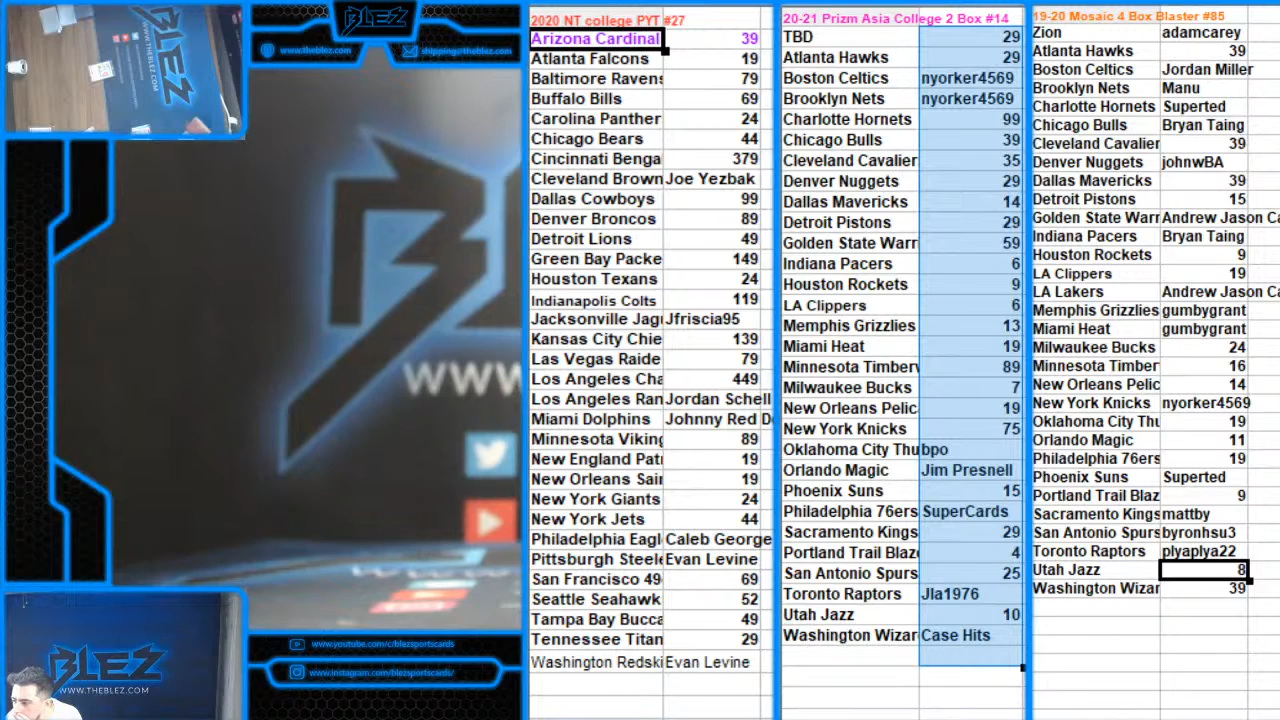 BLEZ
www.theblez.com
shipping@theblez.com
BLEZ
WWW
www.youtube.com/c/blezsportscards
www.instagram.com/blezsportscards/
BLEZ
WWW.THEBLEZ.COM
2020 NT college PYT #27
Arizona Cardinal 39
Atlanta Falcons 19
Baltimore Ravens 79
Buffalo Bills 69
Carolina Panther 24
Chicago Bears 44
Cincinnati Benga 379
Cleveland Brown Joe Yezbak
Dallas Cowboys 99
Denver Broncos 89
Detroit Lions 49
Green Bay Packe 149
Houston Texans 24
Indianapolis Colts 119
Jacksonville Jagu Jfriscia95
Kansas City Chie 139
Las Vegas Raide 79
Los Angeles Cha 449
Los Angeles Ran Jordan Schell
Miami Dolphins Johnny Red D
Minnesota Viking 89
New England Patr 19
New Orleans Sain 19
New York Giants 24
New York Jets 44
Philadelphia Eagl Caleb George
Pittsburgh Steele Evan Levine
San Francisco 49 69
Seattle Seahawk 52
Tampa Bay Bucca 49
Tennessee Titan 29
Washington Redski Evan Levine
20-21 Prizm Asia College 2 Box #14
TBD 29
Atlanta Hawks 29
Boston Celtics nyorker4569
Brooklyn Nets nyorker4569
Charlotte Hornets 99
Chicago Bulls 39
Cleveland Cavalier 35
Denver Nuggets 29
Dallas Mavericks 14
Detroit Pistons 29
Golden State Warr 59
Indiana Pacers 6
Houston Rockets 9
LA Clippers 6
Memphis Grizzlies 13
Miami Heat 19
Minnesota Timberv 89
Milwaukee Bucks 7
New Orleans Pelic 19
New York Knicks 75
Oklahoma City Thu bpo
Orlando Magic Jim Presnell
Phoenix Suns 15
Philadelphia 76ers SuperCards
Sacramento Kings 29
Portland Trail Blaze 4
San Antonio Spurs 25
Toronto Raptors Jla1976
Utah Jazz 10
Washington Wizar Case Hits
19-20 Mosaic 4 Box Blaster #85
Zion adamcarey
Atlanta Hawks 39
Boston Celtics Jordan Miller
Brooklyn Nets Manu
Charlotte Hornets Superted
Chicago Bulls Bryan Taing
Cleveland Cavalier 39
Denver Nuggets johnwBA
Dallas Mavericks 39
Detroit Pistons 15
Golden State Warr Andrew Jason Ca
Indiana Pacers Bryan Taing
Houston Rockets 9
LA Clippers 19
LA Lakers Andrew Jason Ca
Memphis Grizzlies gumbygrant
Miami Heat gumbygrant
Milwaukee Bucks 24
Minnesota Timber 16
New Orleans Pelic 14
New York Knicks nyorker4569
Oklahoma City Thu 19
Orlando Magic 11
Philadelphia 76ers 19
Phoenix Suns Superted
Portland Trail Blaz 9
Sacramento Kings mattby
San Antonio Spurs byronhsu3
Toronto Raptors plyaplya22
Utah Jazz 8
Washington Wizar 39